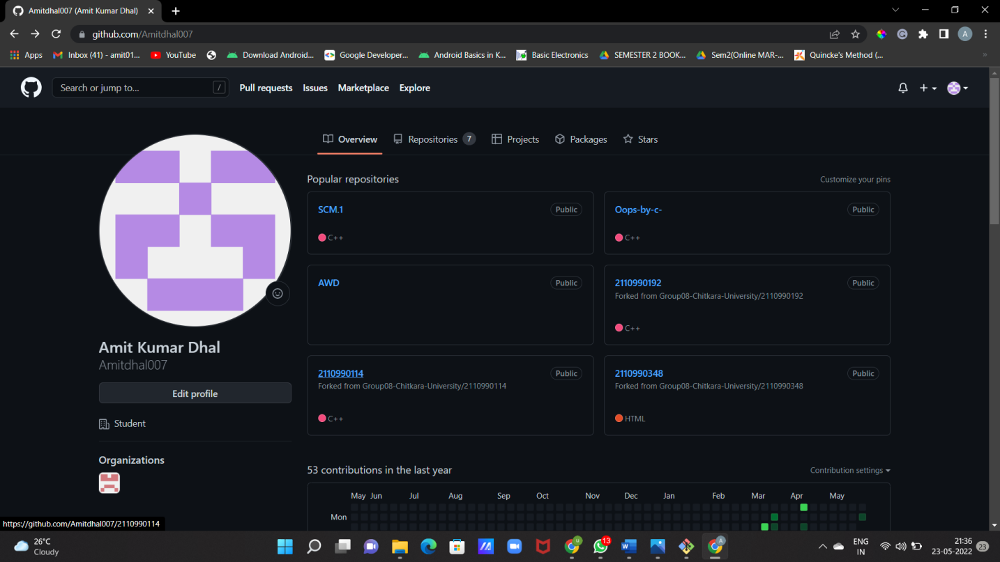 Amitdhal007 (Amit Kumar Dhal)
github.com/Amitdhal007
A
Apps
Inbox (41) - amit01...
YouTube
Download Android...
Google Developer...
Android Basics in K...
Basic Electronics
SEMESTER 2 BOOK...
Sem2(Online MAR-...
Quincke's Method (...
»
Search or jump to...
/
Pull requests
Issues
Marketplace
Explore
Overview
Repositories 7
Projects
Packages
Stars
Popular repositories
Customize your pins
SCM.1
Public
C++
Oops-by-c-
Public
C++
AWD
Public
2110990192
Public
Forked from Group08-Chitkara-University/2110990192
C++
2110990114
Public
Forked from Group08-Chitkara-University/2110990114
C++
2110990348
Public
Forked from Group08-Chitkara-University/2110990348
HTML
Amit Kumar Dhal
Amitdhal007
Edit profile
Student
Organizations
53 contributions in the last year
Contribution settings
May Jun Jul Aug Sep Oct Nov Dec Jan Feb Mar Apr May
Mon
https://github.com/Amitdhal007/2110990114
26°C
Cloudy
u
13
W
A
ENG
IN
21:36
23-05-2022
23